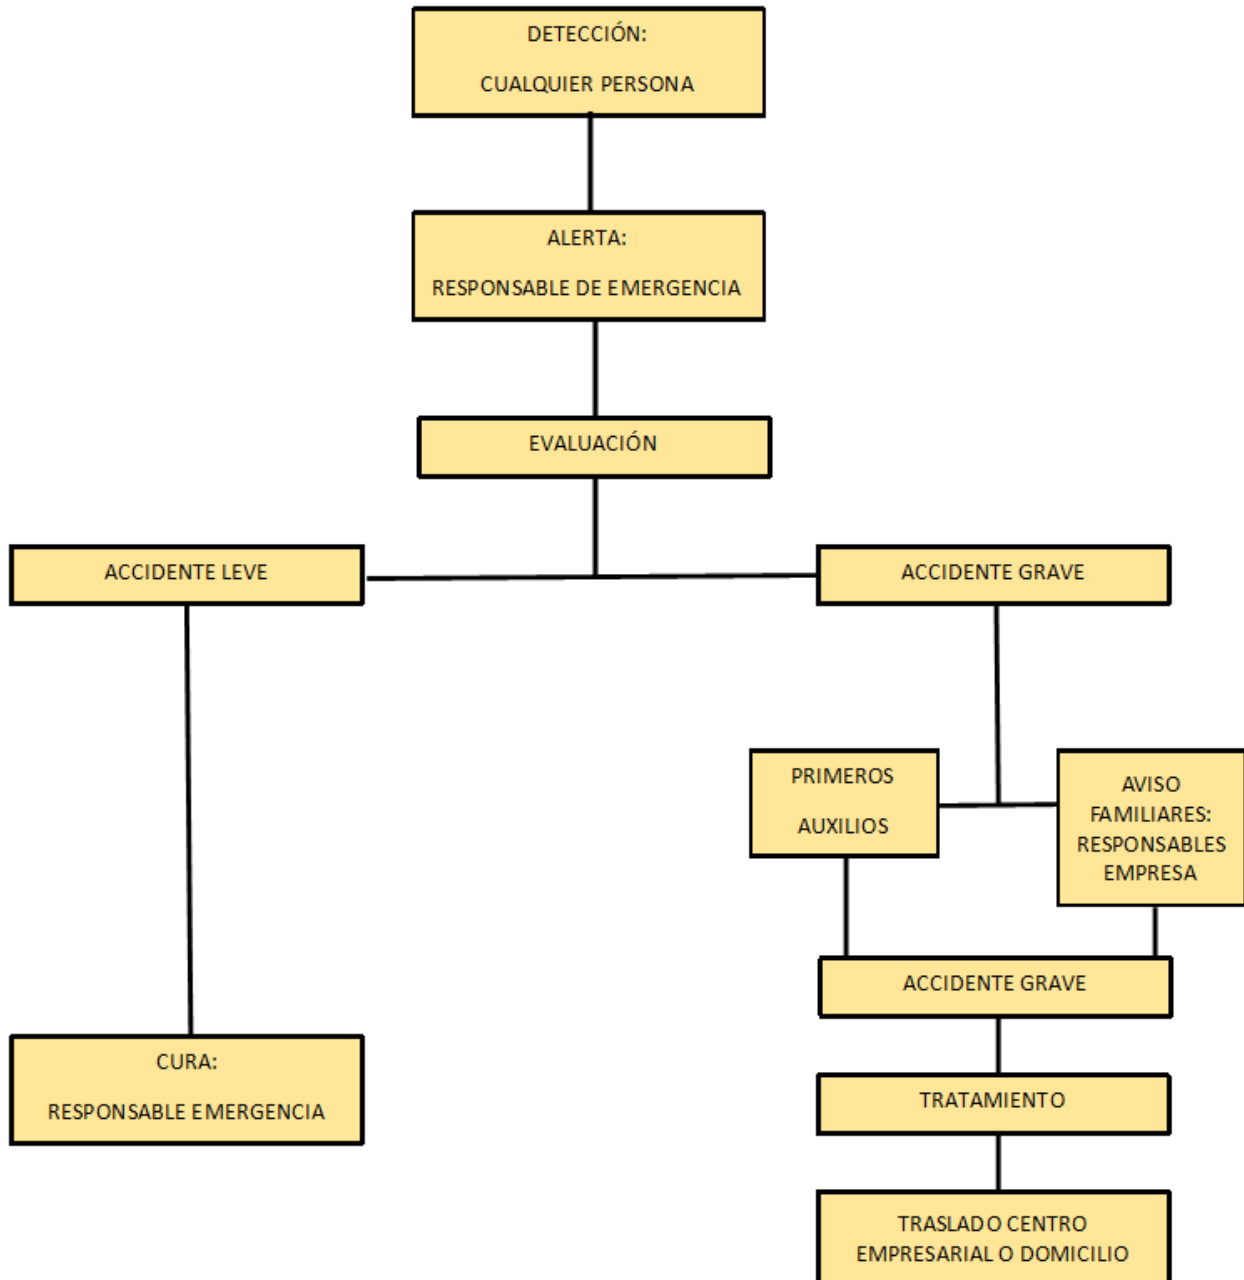 DETECCIÓN:
CUALQUIER PERSONA
ALERTA:
RESPONSABLE DE EMERGENCIA
EVALUACIÓN
ACCIDENTE LEVE
ACCIDENTE GRAVE
PRIMEROS
AUXILIOS
AVISO
FAMILIARES:
RESPONSABLES
EMPRESA
ACCIDENTE GRAVE
CURA:
RESPONSABLE EMERGENCIA
TRATAMIENTO
TRASLADO CENTRO
EMPRESARIAL O DOMICILIO